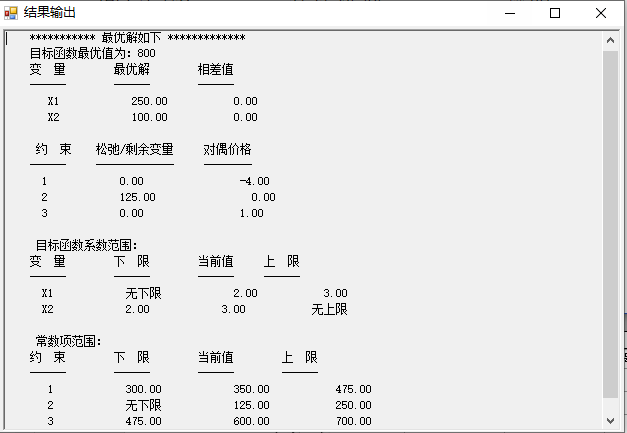 结果输出
*********** 最优解如下 *************
目标函数最优值为: 800
变 量 最优解 相差值
X1 250.00 0.00
X2 100.00 0.00
约 束 松弛/剩余变量 对偶价格
1 0.00 -4.00
2 125.00 0.00
3 0.00 1.00
目标函数系数范围:
变 量 下 限 当前值 上 限
X1 无下限 2.00 3.00
X2 2.00 3.00 无上限
常数项范围:
约 束 下 限 当前值 上 限
1 300.00 350.00 475.00
2 无下限 125.00 250.00
3 475.00 600.00 700.00